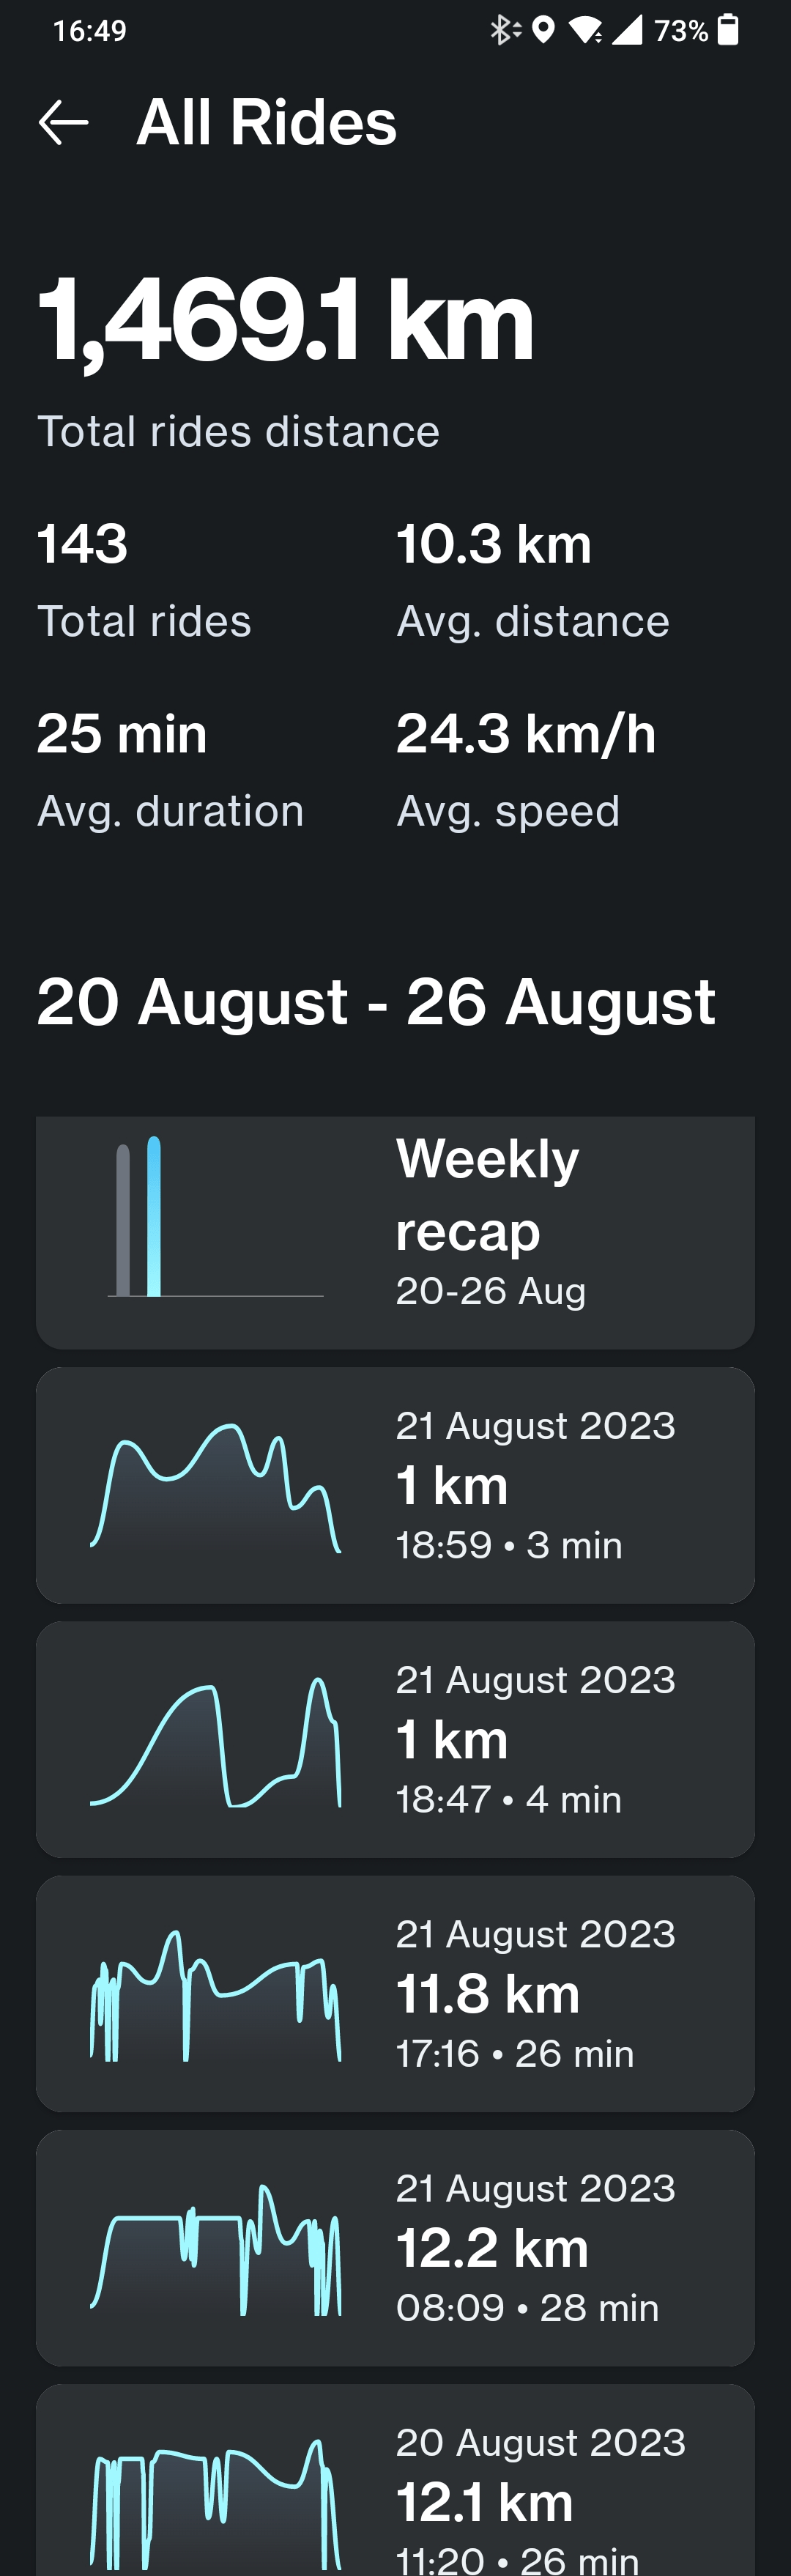 16:49 73%
All Rides
1,469.1 km
Total rides distance
143 10.3 km
Total rides Avg. distance
25 min 24.3 km/h
Avg. duration Avg. speed
20 August - 26 August
Weekly
recap
20-26 Aug
21 August 2023
1 km
18:59 • 3 min
21 August 2023
1 km
18:47 • 4 min
21 August 2023
11.8 km
17:16 • 26 min
21 August 2023
12.2 km
08:09 • 28 min
20 August 2023
12.1 km
11:20 • 26 min